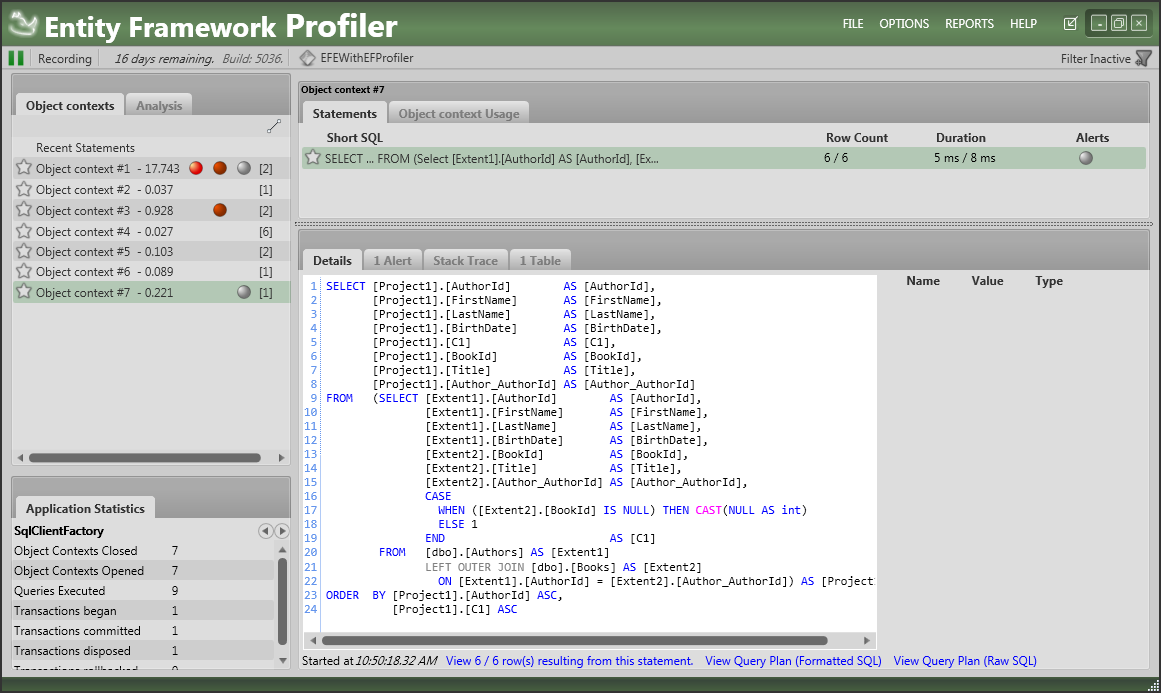 Entity Framework Profiler
FILE OPTIONS REPORTS HELP
Recording 16 days remaining. Build: 5036. EFEWithEFProfiler Filter Inactive
Object contexts Analysis
Recent Statements
Object context #1 - 17.743 [2]
Object context #2 - 0.037 [1]
Object context #3 - 0.928 [2]
Object context #4 - 0.027 [6]
Object context #5 - 0.103 [2]
Object context #6 - 0.089 [1]
Object context #7 - 0.221 [1]
Application Statistics
SqlClientFactory
Object Contexts Closed 7
Object Contexts Opened 7
Queries Executed 9
Transactions began 1
Transactions committed 1
Transactions disposed 1
Transactions rollbacked 0
Object context #7
Statements Object context Usage
Short SQL Row Count Duration Alerts
SELECT ... FROM (Select [Extent1].[AuthorId] AS [AuthorId], [Ex... 6 / 6 5 ms / 8 ms
Details 1 Alert Stack Trace 1 Table
Name Value Type
1 SELECT [Project1].[AuthorId] AS [AuthorId],
2 [Project1].[FirstName] AS [FirstName],
3 [Project1].[LastName] AS [LastName],
4 [Project1].[BirthDate] AS [BirthDate],
5 [Project1].[C1] AS [C1],
6 [Project1].[BookId] AS [BookId],
7 [Project1].[Title] AS [Title],
8 [Project1].[Author_AuthorId] AS [Author_AuthorId]
9 FROM (SELECT [Extent1].[AuthorId] AS [AuthorId],
10 [Extent1].[FirstName] AS [FirstName],
11 [Extent1].[LastName] AS [LastName],
12 [Extent1].[BirthDate] AS [BirthDate],
13 [Extent2].[BookId] AS [BookId],
14 [Extent2].[Title] AS [Title],
15 [Extent2].[Author_AuthorId] AS [Author_AuthorId],
16 CASE
17 WHEN ([Extent2].[BookId] IS NULL) THEN CAST(NULL AS int)
18 ELSE 1
19 END AS [C1]
20 FROM [dbo].[Authors] AS [Extent1]
21 LEFT OUTER JOIN [dbo].[Books] AS [Extent2]
22 ON [Extent1].[AuthorId] = [Extent2].[Author_AuthorId]) AS [Project
23 ORDER BY [Project1].[AuthorId] ASC,
24 [Project1].[C1] ASC
Started at 10:50:18.32 AM View 6 / 6 row(s) resulting from this statement. View Query Plan (Formatted SQL) View Query Plan (Raw SQL)